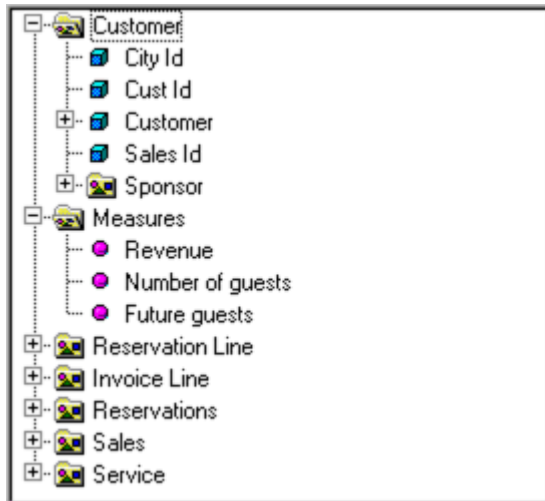 Customer
City Id
Cust Id
Customer
Sales Id
Sponsor
Measures
Revenue
Number of guests
Future guests
Reservation Line
Invoice Line
Reservations
Sales
Service